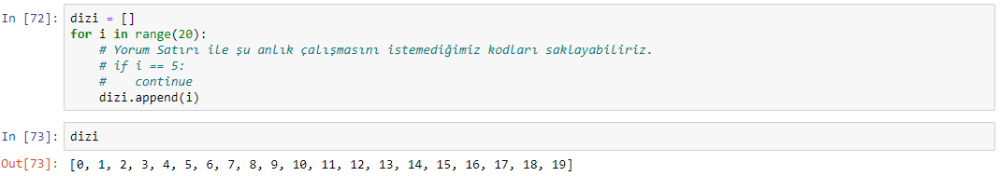 In [72]: dizi = []
for i in range(20):
    # Yorum Satırı ile şu anlık çalışmasını istemediğimiz kodları saklayabiliriz.
    # if i == 5:
    #    continue
    dizi.append(i)
In [73]: dizi
Out[73]: [0, 1, 2, 3, 4, 5, 6, 7, 8, 9, 10, 11, 12, 13, 14, 15, 16, 17, 18, 19]